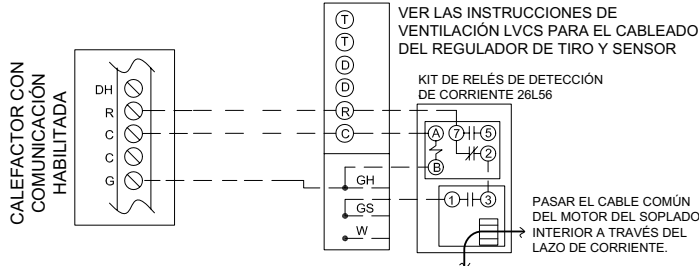 VER LAS INSTRUCCIONES DE
VENTILACIÓN LVCS PARA EL CABLEADO
DEL REGULADOR DE TIRO Y SENSOR
CALEFACTOR CON
COMUNICACIÓN
HABILITADA
DH
R
C
C
G
T
T
D
D
R
C
GH
GS
W
KIT DE RELÉS DE DETECCIÓN
DE CORRIENTE 26L56
A
7
5
2
B
1
3
PASAR EL CABLE COMÚN
DEL MOTOR DEL SOPLADO
INTERIOR A TRAVÉS DEL
LAZO DE CORRIENTE.